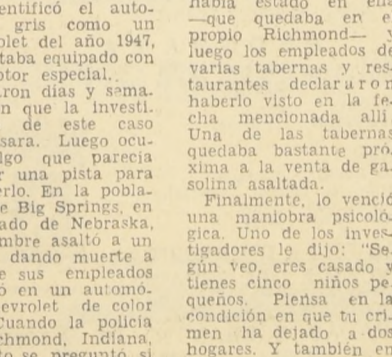 entificó el auto-
gris como un
olet del año 1947,
taba equipado con
otor especial.
ron días y sema-
n que la investi-
de este caso
sara. Luego ocu-
lgo que parecía
r una pista para
erlo. En la pobla-
e Big Springs, en
ado de Nebraska,
mbre asaltó a un
dando muerte a
e sus empleados
ó en un automó-
evrolet de color
Cuando la policía
chmond, Indiana,
se preguntó si
había estado en
—que quedaba en e
propio Richmond— y
luego los empleados de
varias tabernas y res-
taurantes declararon
haberlo visto en la fe-
cha mencionada allí
Una de las tabernas
quedaba bastante pró-
xima a la venta de ga-
solina asaltada.
Finalmente, lo venció
una maniobra psicoló-
gica. Uno de los inves-
tigadores le dijo: "Se-
gún veo, eres casado y
tienes cinco niños pe-
queños. Piensa en la
condición en que tu cri-
men ha dejado a dos
hogares. Y también en